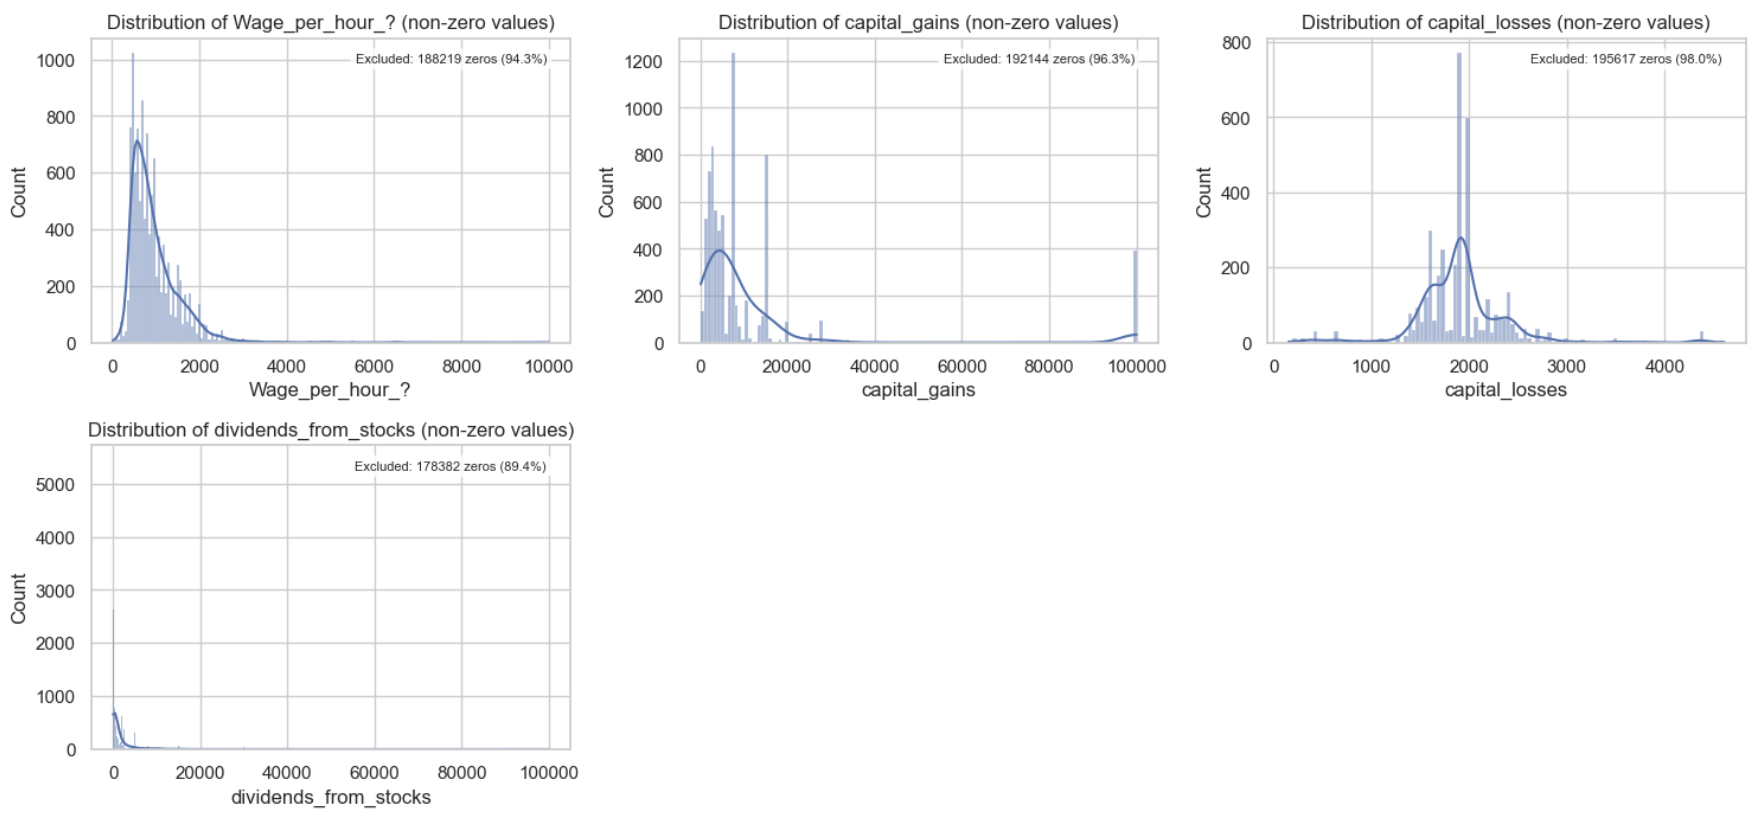 Distribution of Wage_per_hour_? (non-zero values)
Excluded: 188219 zeros (94.3%)
1000
800
600
400
200
0
Count
0 2000 4000 6000 8000 10000
Wage_per_hour_?
Distribution of capital_gains (non-zero values)
Excluded: 192144 zeros (96.3%)
1200
1000
800
600
400
200
0
Count
0 20000 40000 60000 80000 100000
capital_gains
Distribution of capital_losses (non-zero values)
Excluded: 195617 zeros (98.0%)
800
600
400
200
0
Count
0 1000 2000 3000 4000
capital_losses
Distribution of dividends_from_stocks (non-zero values)
Excluded: 178382 zeros (89.4%)
5000
4000
3000
2000
1000
0
Count
0 20000 40000 60000 80000 100000
dividends_from_stocks